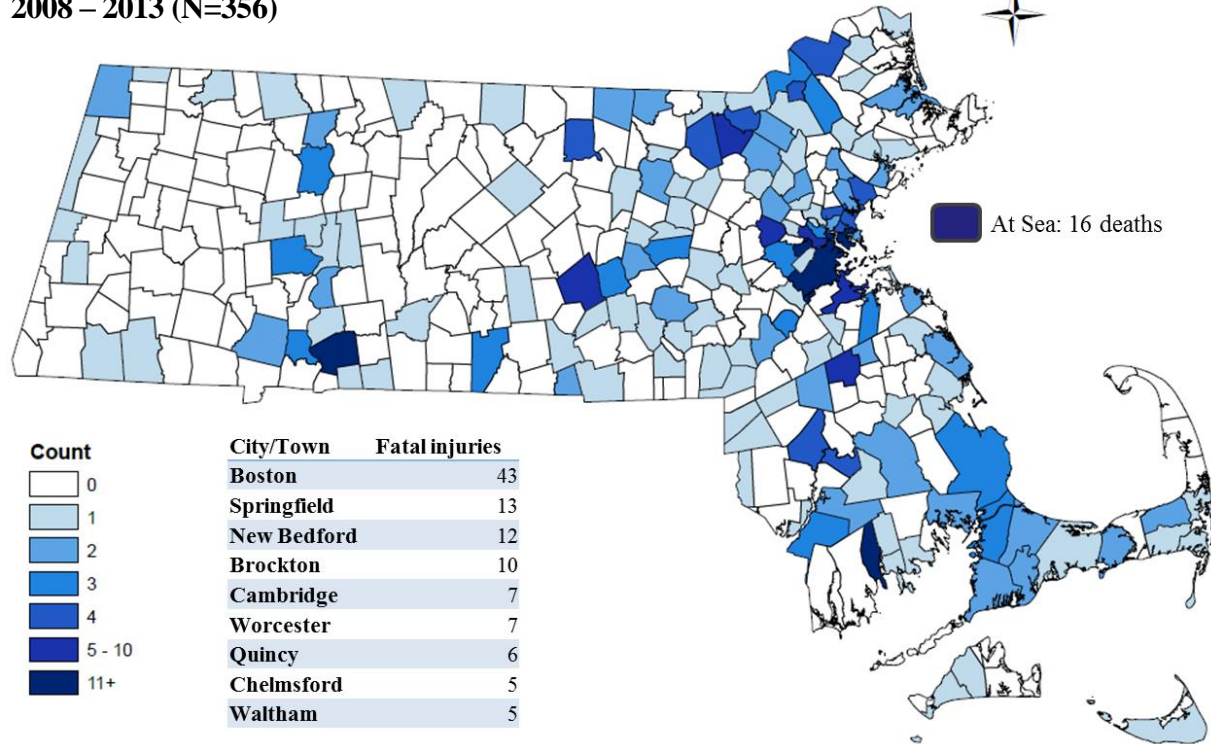 2008 – 2013 (N=356)
At Sea: 16 deaths
Count
0
1
2
3
4
5 - 10
11+
City/Town Fatal injuries
Boston 43
Springfield 13
New Bedford 12
Brockton 10
Cambridge 7
Worcester 7
Quincy 6
Chelmsford 5
Waltham 5